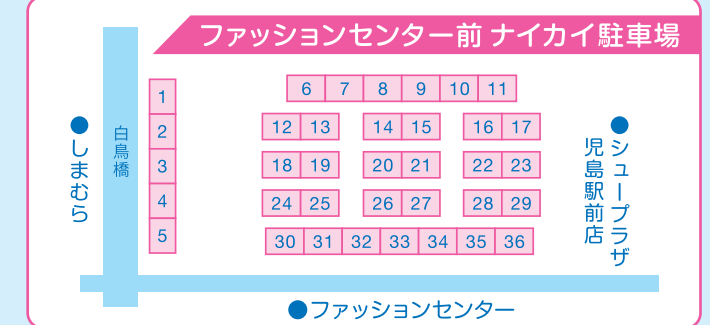 ファッションセンター前 ナイカイ駐車場
6 7 8 9 10 11
1
2
3
4
5
12 13 14 15 16 17
18 19 20 21 22 23
24 25 26 27 28 29
30 31 32 33 34 35 36
●しまむら
白鳥橋
●シュープラザ
児島駅前店
●ファッションセンター